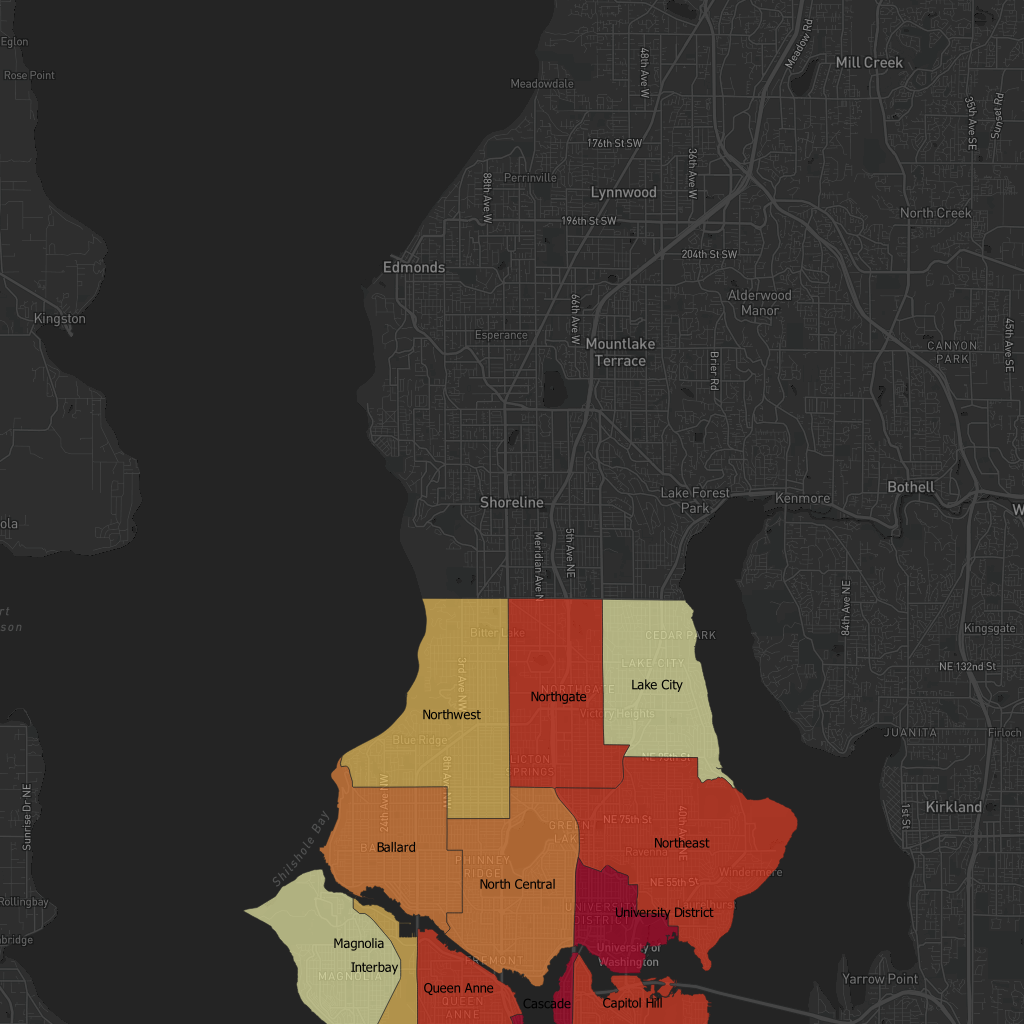 Eglon
Rose Point
Meadowdale
48th Ave W
Meadow Rd
Mill Creek
35th Ave SE
Sunset Rd
176th St SW
36th Ave W
Perrinville
88th Ave W
Lynnwood
196th St SW
North Creek
204th St SW
Edmonds
Alderwood
Manor
Kingston
66th Ave W
Esperance
Mountlake
Terrace
Brier Rd
CANYON
PARK
45th Ave SE
Shoreline
Lake Forest
Park
Kenmore
Bothell
W
ola
Meridian Ave N
5th Ave NE
84th Ave NE
rt
son
Bitter Lake
CEDAR PARK
Kingsgate
3rd Ave NW
LAKE CITY
Lake City
NE 132nd St
NORTHGATE
Northgate
Northwest
Victory Heights
Blue Ridge
JUANITA
Firloch
8th Ave NW
LICTON
SPRINGS
NE 95th St
24th Ave NW
Sunrise Dr NE
1st St
Kirkland
Shilshole Bay
GREEN
LAKE
NE 75th St
40th Ave NE
Ballard
Northeast
Ravenna
PHINNEY
RIDGE
Windermere
North Central
NE 55th St
Rollingbay
UNIVERSITY
DISTRICT
Laurelhurst
University District
nbridge
Magnolia
University of
Washington
Interbay
FREMONT
MAGNOLIA
Yarrow Point
Queen Anne
QUEEN
ANNE
Cascade
Capitol Hill